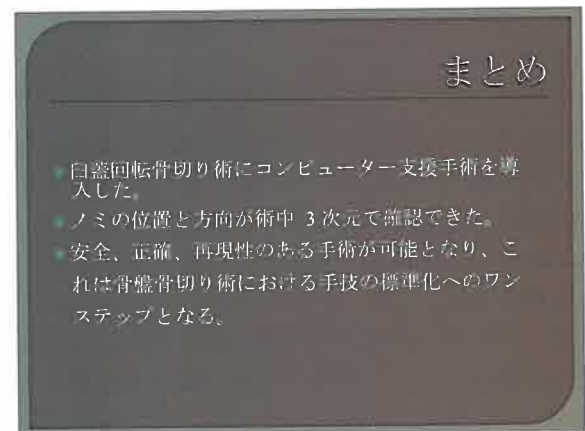 まとめ
臼蓋回転骨切り術にコンピューター支援手術を導
入した。
ノミの位置と方向が術中 3 次元で確認できた。
安全、正確、再現性のある手術が可能となり、こ
れは骨盤骨切り術における手技の標準化へのワン
ステップとなる。